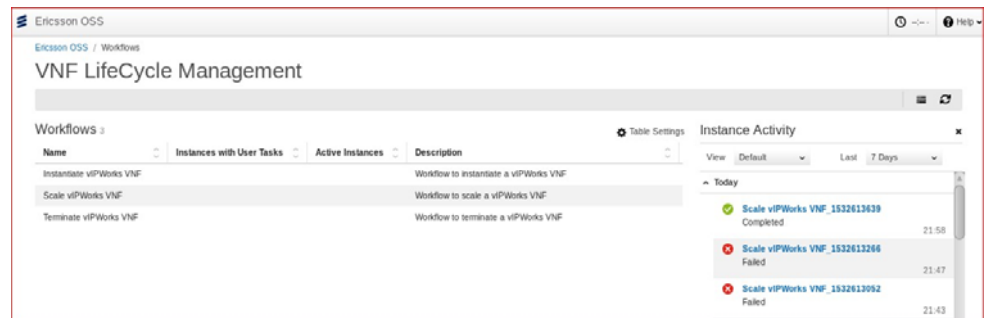 Ericsson OSS
--:--
Help
Ericsson OSS / Workflows
VNF LifeCycle Management
Workflows 3
Table Settings
Name Instances with User Tasks Active Instances Description
Instantiate vIPWorks VNF Workflow to instantiate a vIPWorks VNF
Scale vIPWorks VNF Workflow to scale a vIPWorks VNF
Terminate vIPWorks VNF Workflow to terminate a vIPWorks VNF
Instance Activity
View Default Last 7 Days
Today
Scale vIPWorks VNF_1532613639
Completed
21:58
Scale vIPWorks VNF_1532613266
Failed
21:47
Scale vIPWorks VNF_1532613052
Failed
21:43